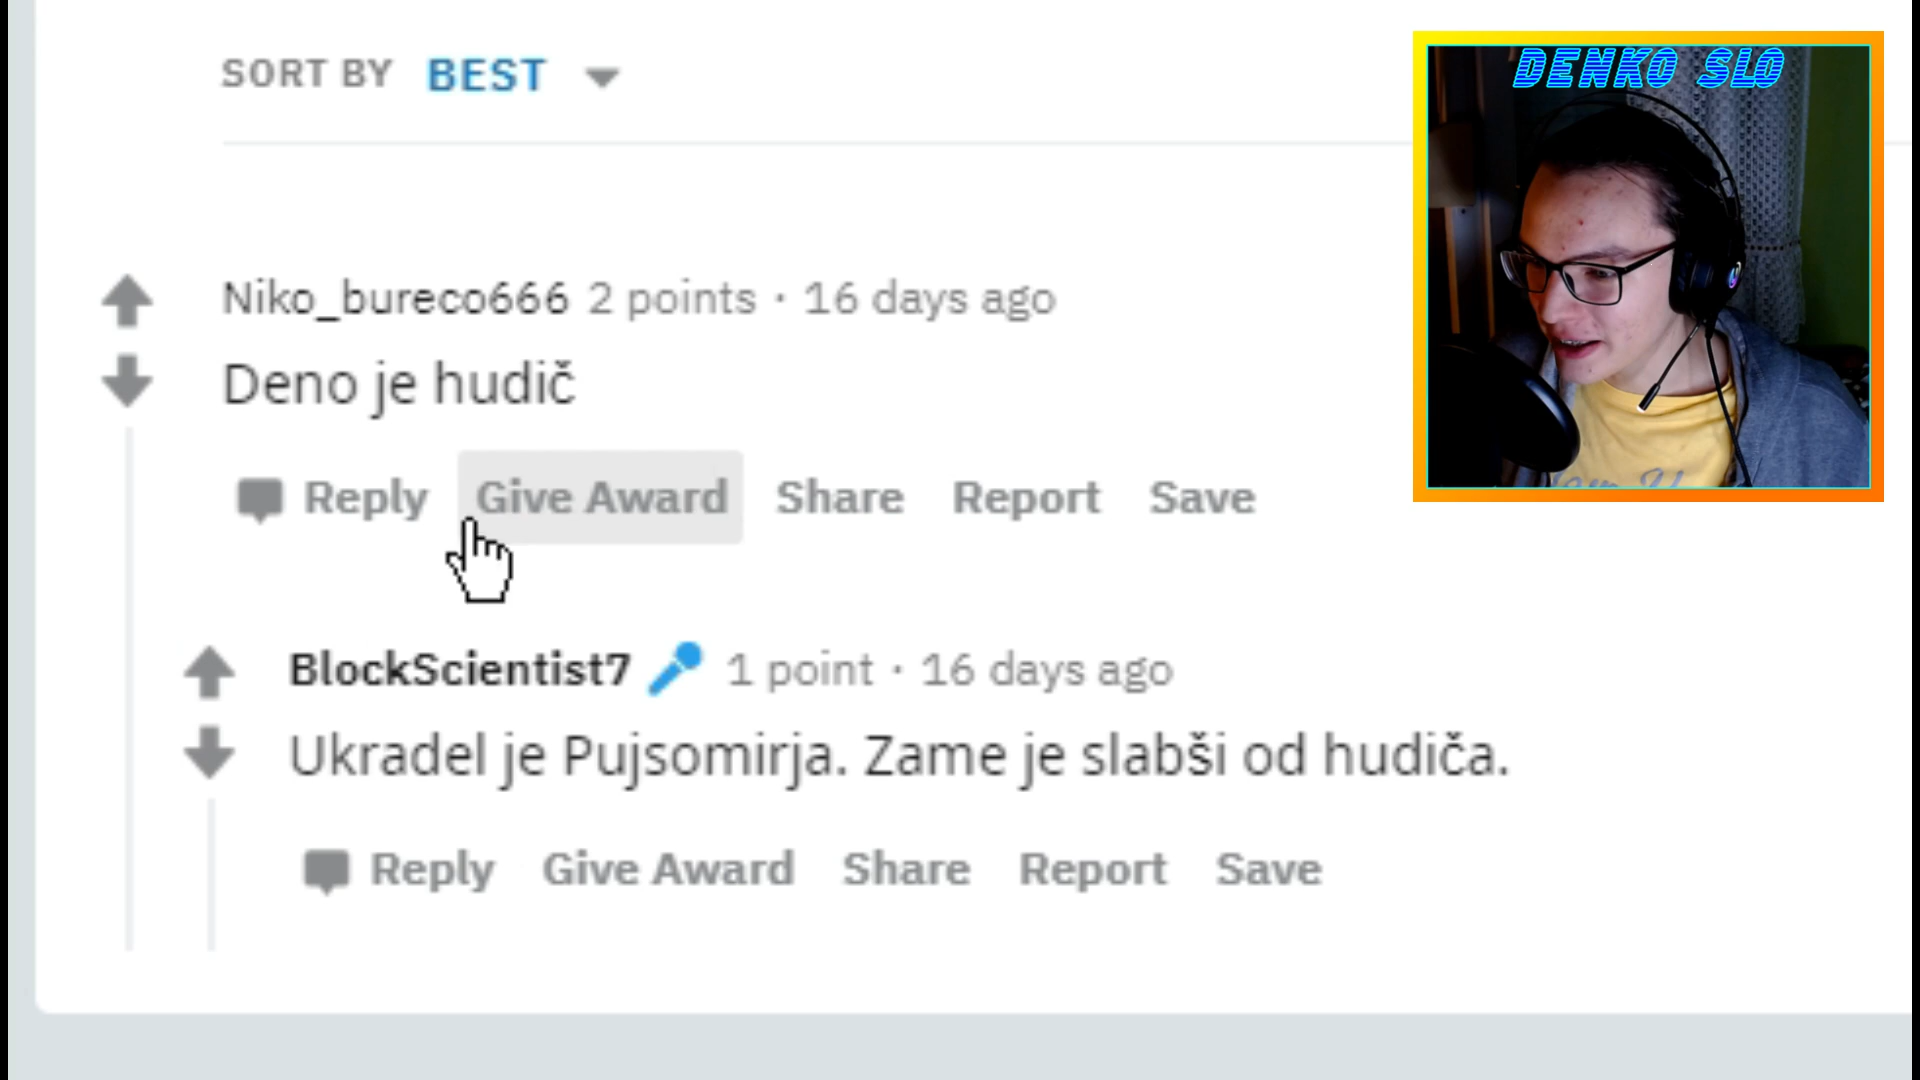 SORT BY BEST
DENKO SLO
Niko_bureco666 2 points · 16 days ago
Deno je hudič
Reply Give Award Share Report Save
BlockScientist7 1 point · 16 days ago
Ukradel je Pujsomirja. Zame je slabši od hudiča.
Reply Give Award Share Report Save